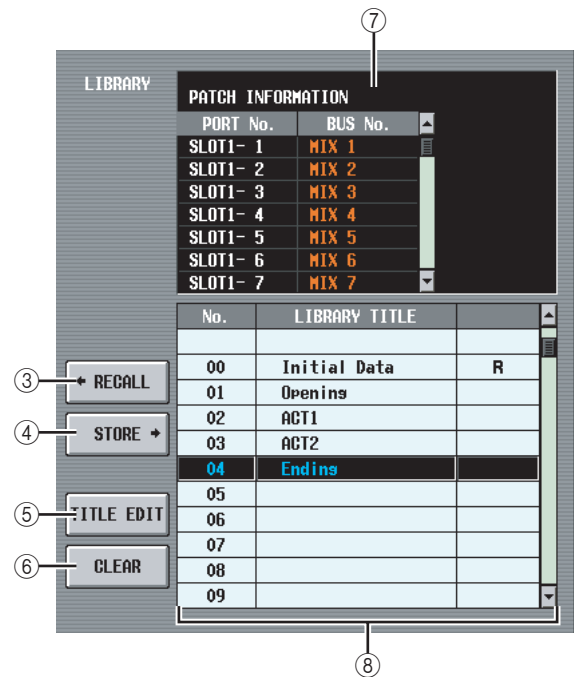 ⑦
LIBRARY
PATCH INFORMATION
PORT No. BUS No.
SLOT1- 1 MIX 1
SLOT1- 2 MIX 2
SLOT1- 3 MIX 3
SLOT1- 4 MIX 4
SLOT1- 5 MIX 5
SLOT1- 6 MIX 6
SLOT1- 7 MIX 7
No. LIBRARY TITLE
00 Initial Data R
③ RECALL
01 Opening
02 ACT1
④ STORE
03 ACT2
04 Ending
05
⑤ TITLE EDIT
06
07
⑥ CLEAR
08
09
⑧